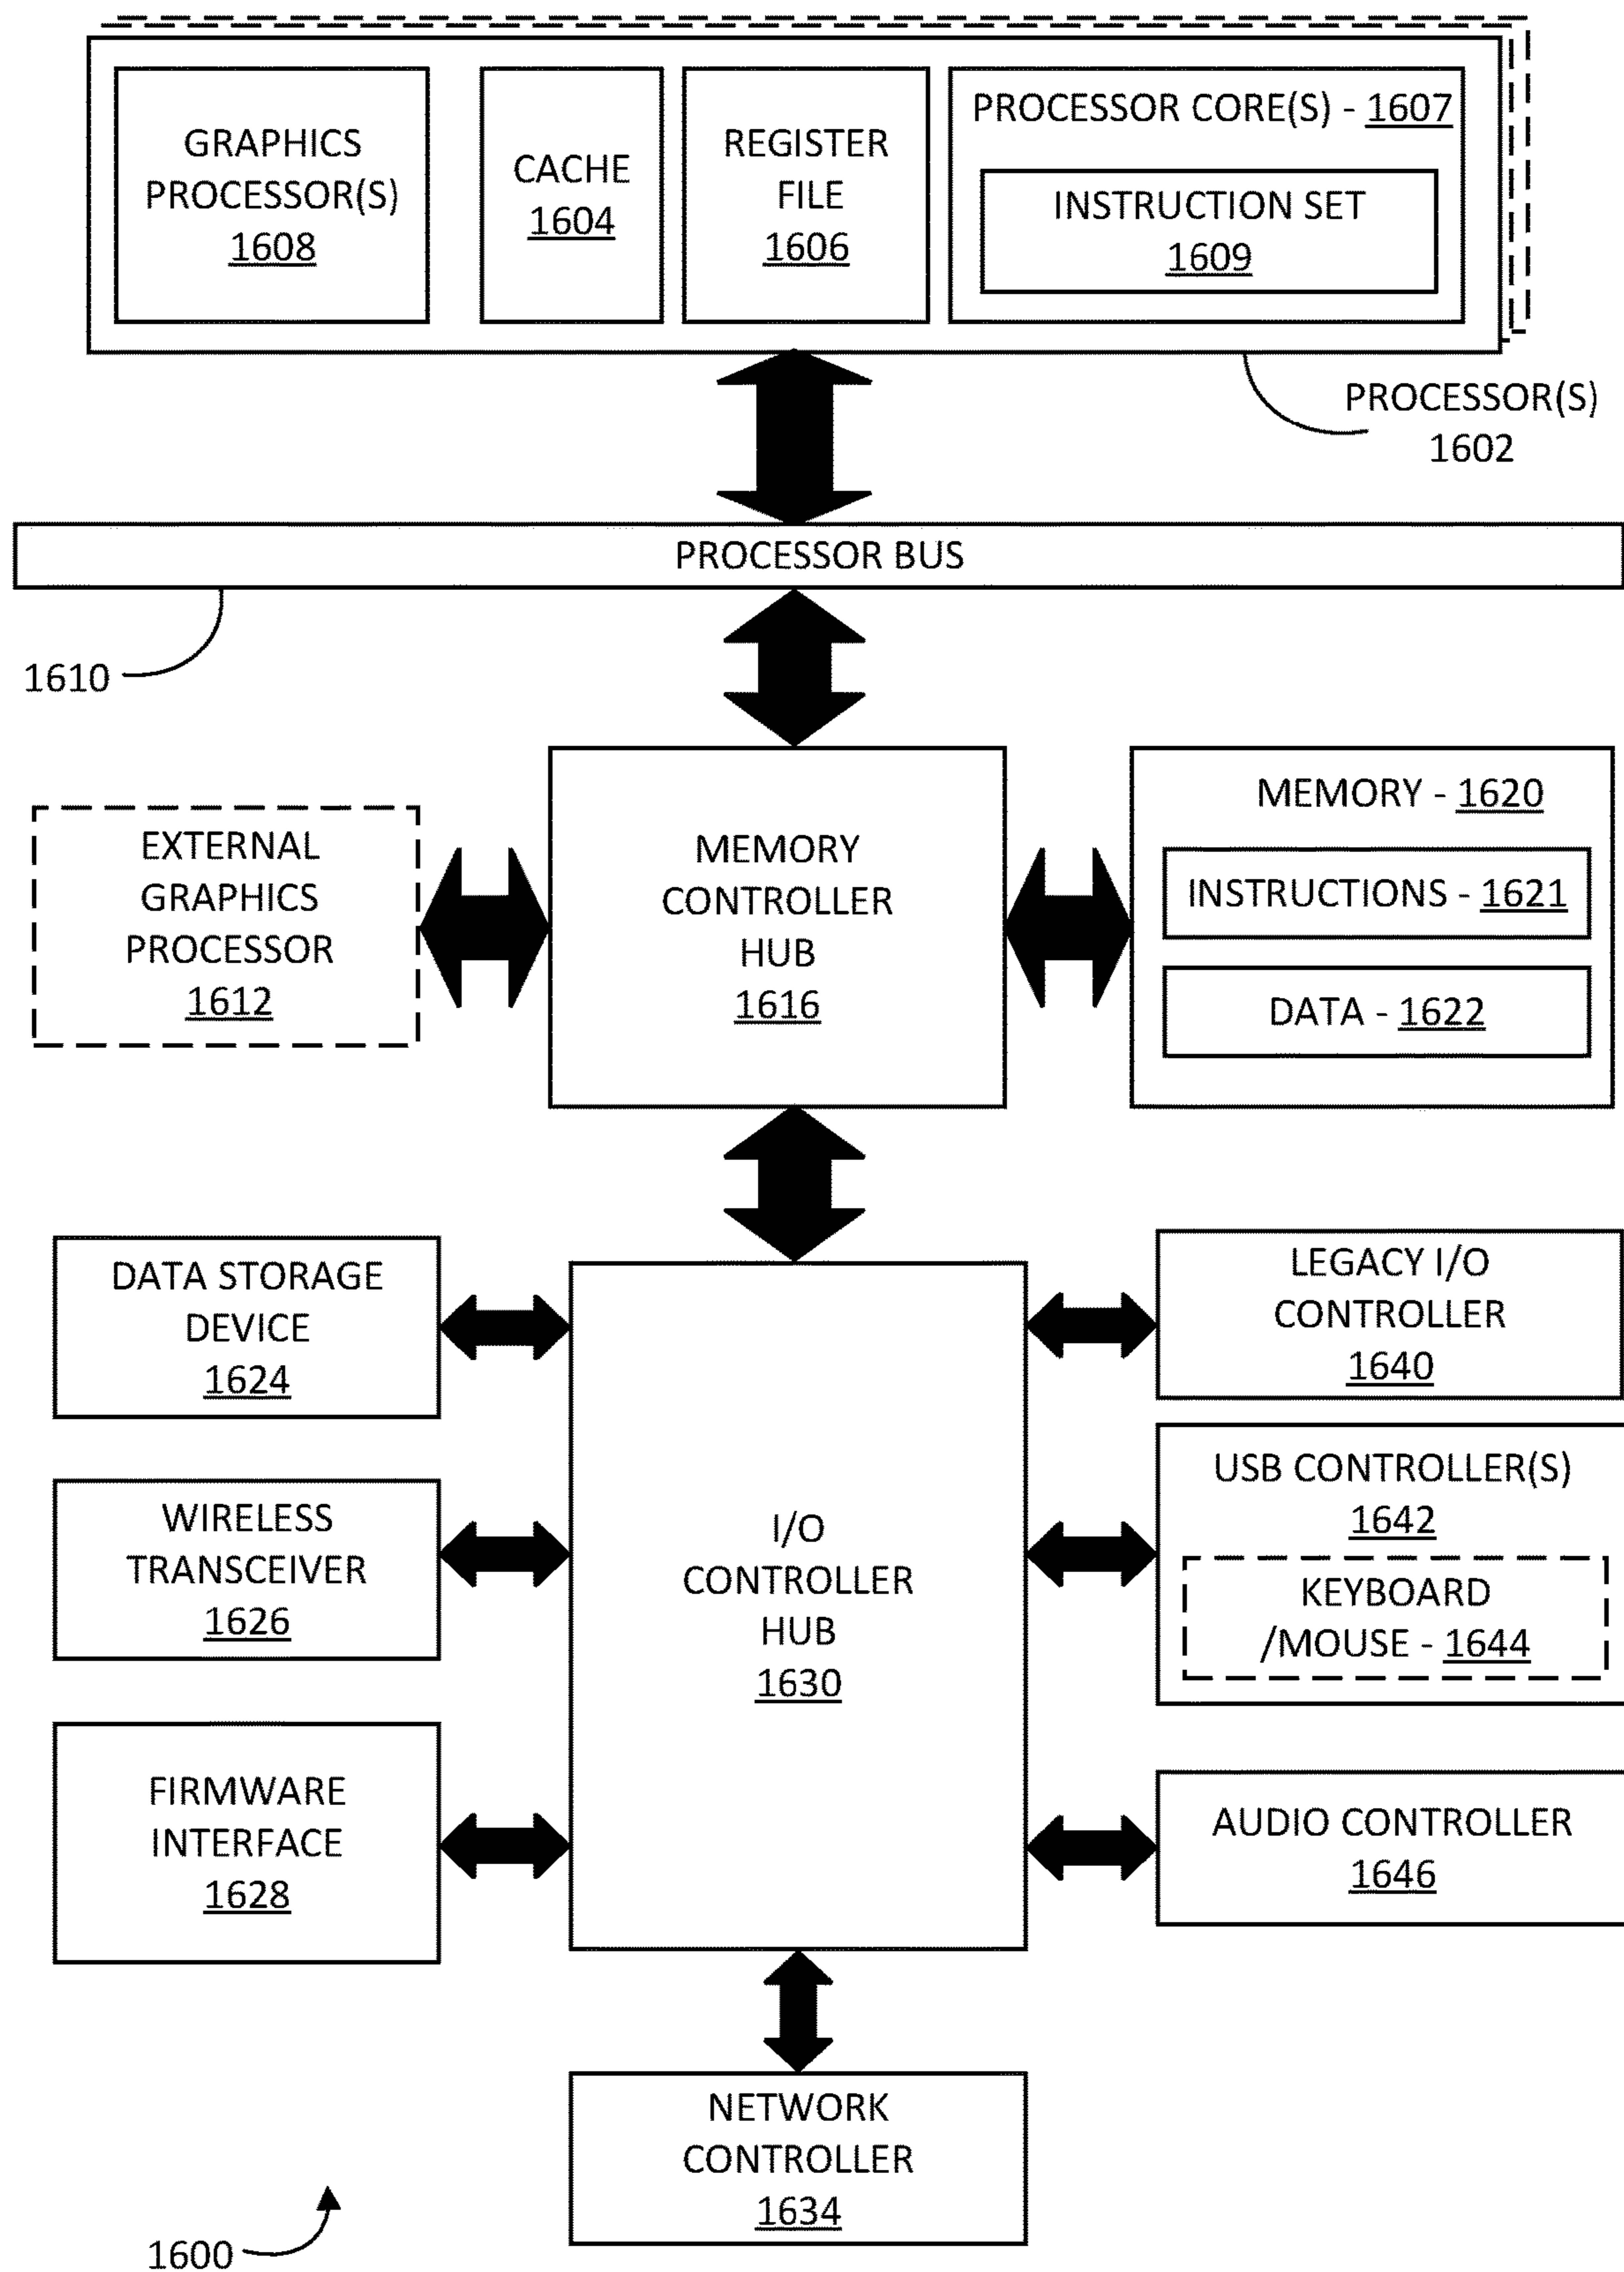 GRAPHICS
PROCESSOR(S)
1608
CACHE
1604
REGISTER
FILE
1606
PROCESSOR CORE(S) - 1607
INSTRUCTION SET
1609
PROCESSOR(S)
1602
PROCESSOR BUS
1610
EXTERNAL
GRAPHICS
PROCESSOR
1612
MEMORY
CONTROLLER
HUB
1616
MEMORY - 1620
INSTRUCTIONS - 1621
DATA - 1622
DATA STORAGE
DEVICE
1624
WIRELESS
TRANSCEIVER
1626
FIRMWARE
INTERFACE
1628
I/O
CONTROLLER
HUB
1630
LEGACY I/O
CONTROLLER
1640
USB CONTROLLER(S)
1642
KEYBOARD
/MOUSE - 1644
AUDIO CONTROLLER
1646
NETWORK
CONTROLLER
1634
1600